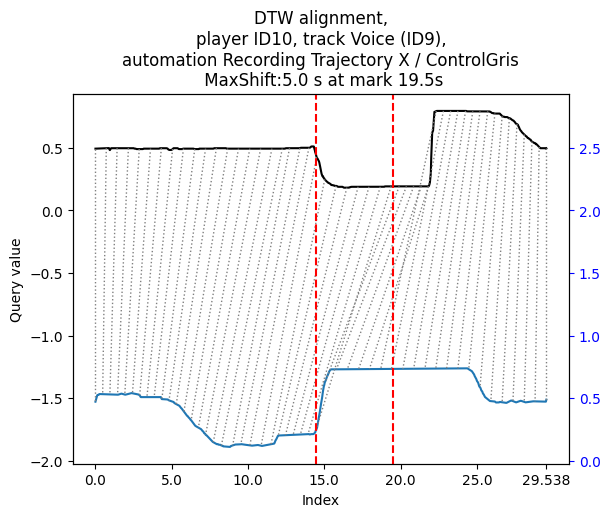 DTW alignment,
player ID10, track Voice (ID9),
automation Recording Trajectory X / ControlGris
MaxShift:5.0 s at mark 19.5s
Query value
0.5
0.0
−0.5
−1.0
−1.5
−2.0
2.5
2.0
1.5
1.0
0.5
0.0
0.0 5.0 10.0 15.0 20.0 25.0 29.538
Index